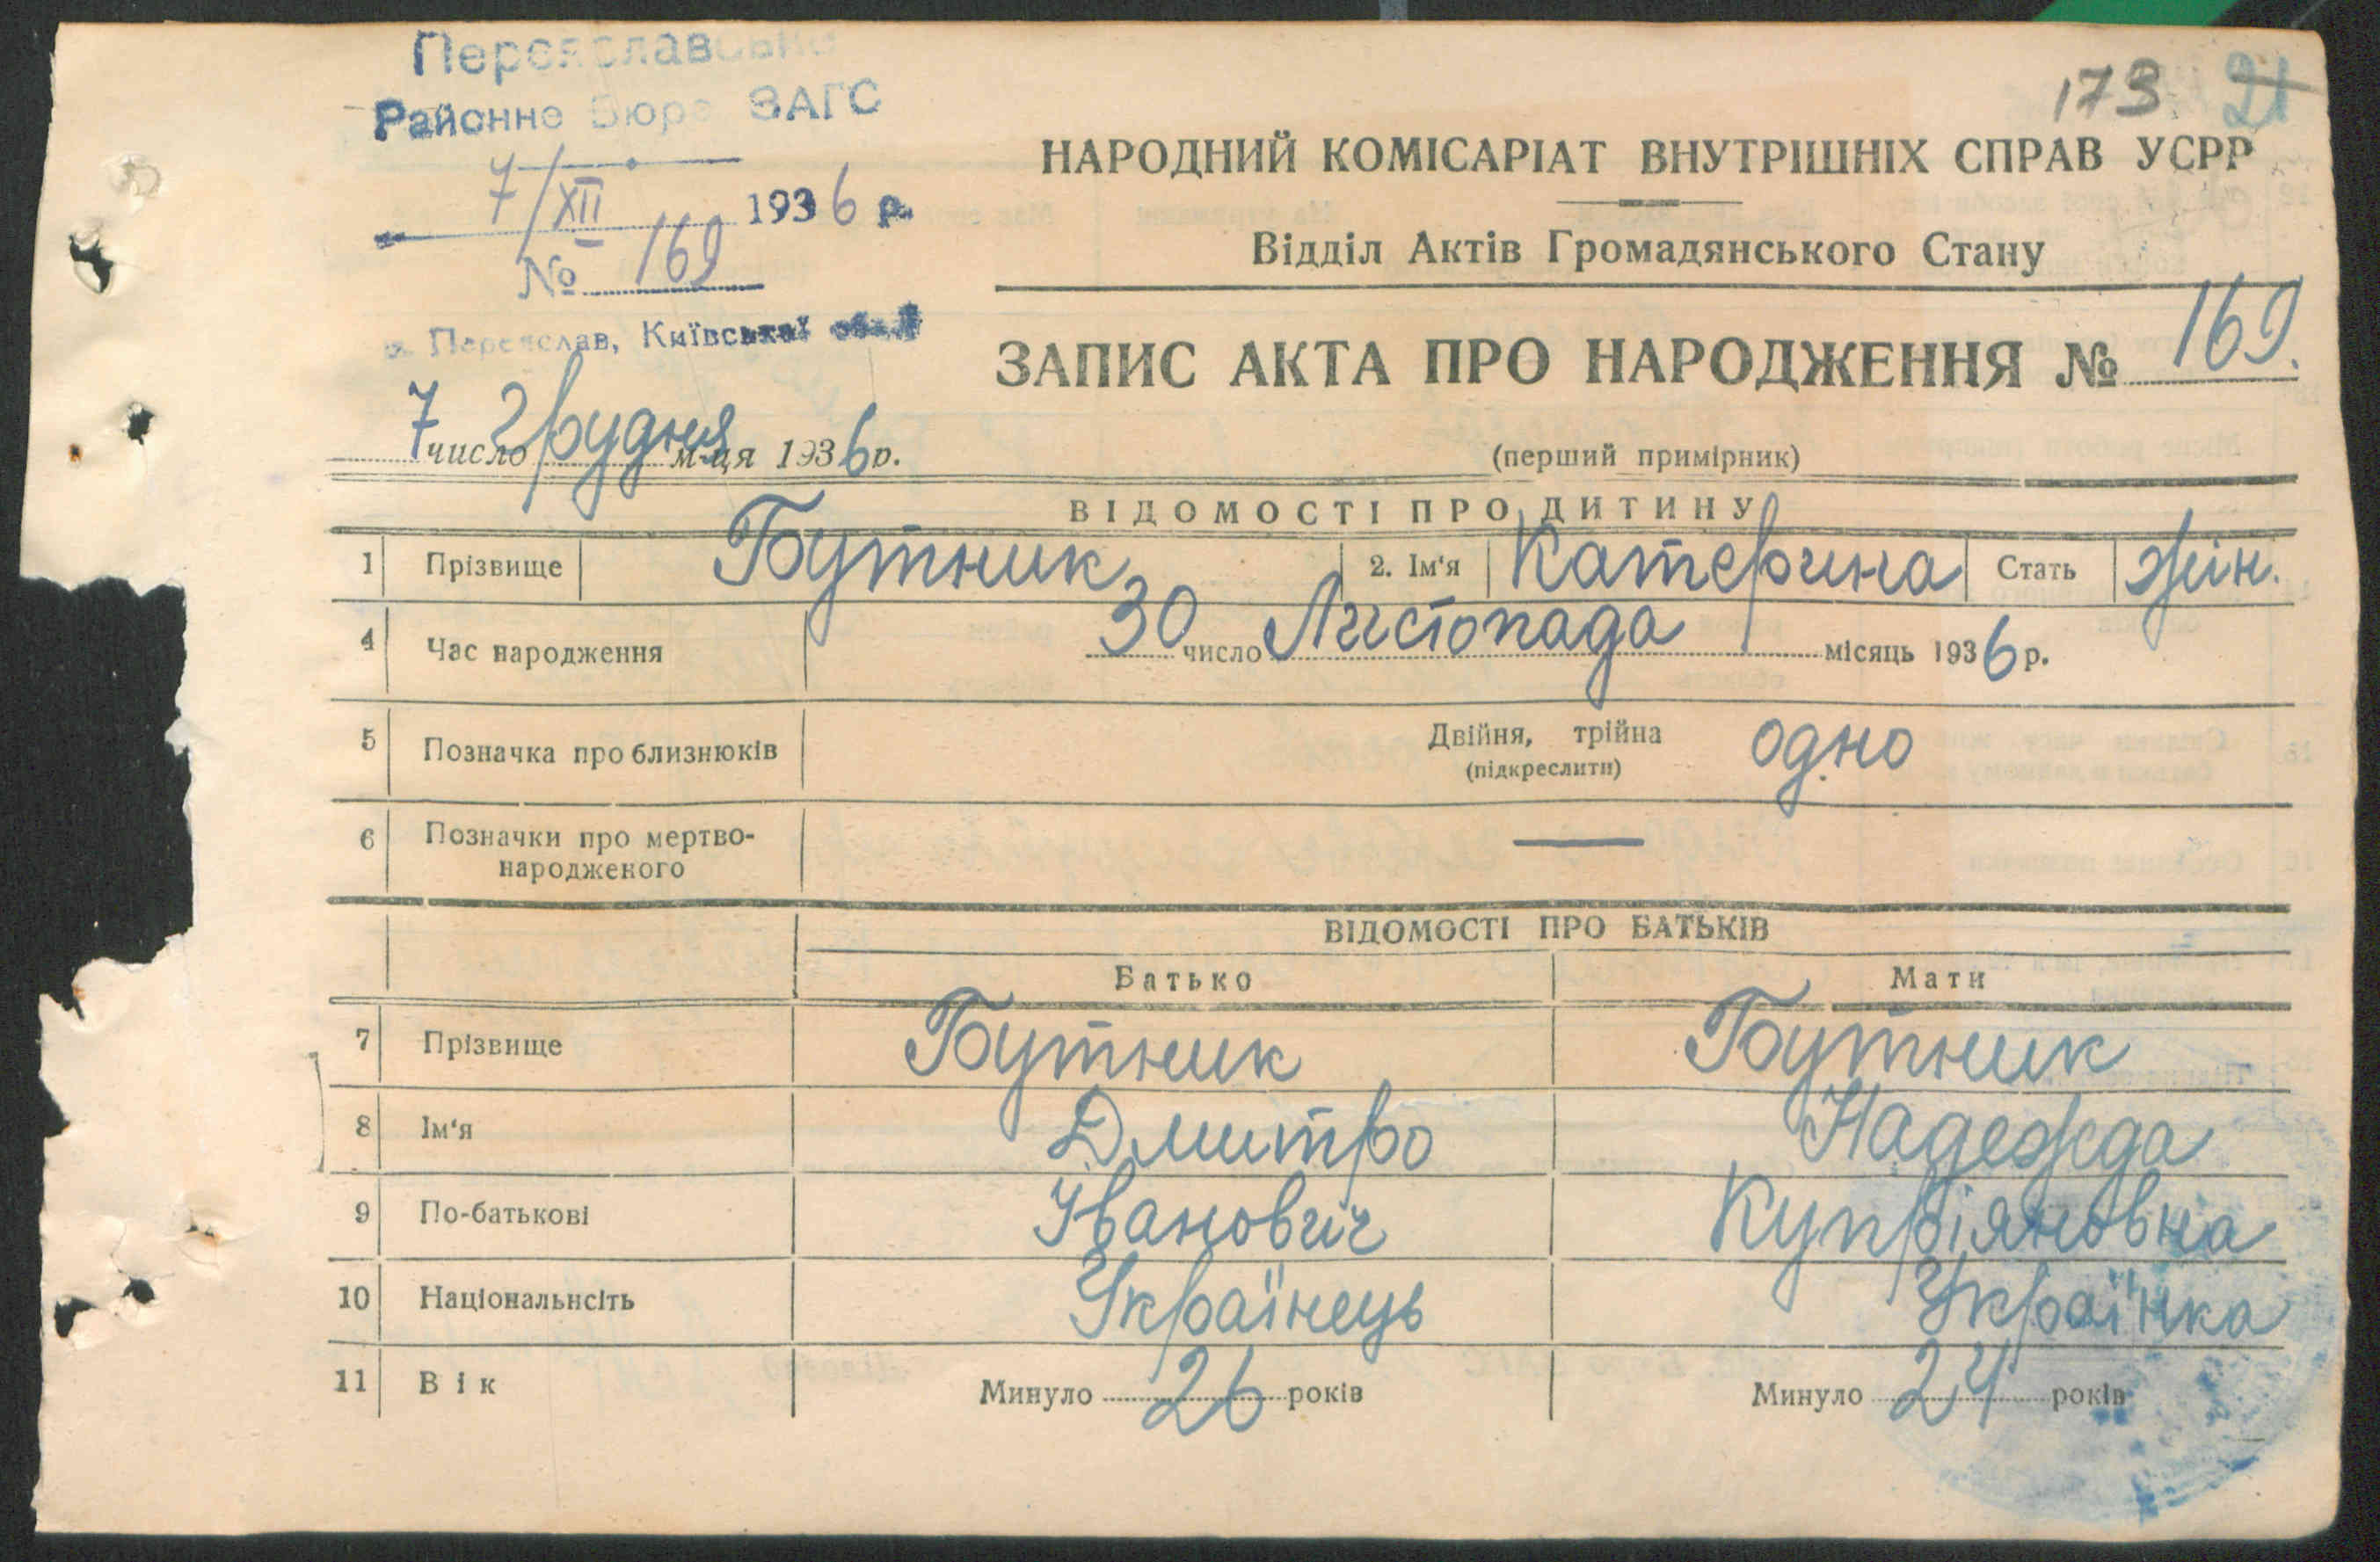 Переяславське
Районне Бюро ЗАГС
7/XII 1936 р.
№ 169
м. Переяслав, Київської обл.
173 21
НАРОДНИЙ КОМІСАРІАТ ВНУТРІШНІХ СПРАВ УСРР
Відділ Актів Громадянського Стану
ЗАПИС АКТА ПРО НАРОДЖЕННЯ № 169.
7 число Грудня м-ця 1936 р.
(перший примірник)
ВІДОМОСТІ ПРО ДИТИНУ
1 Прізвище Бутник 2. Ім'я Катерина Стать жін.
4 Час народження 30 число Листопада місяць 1936 р.
5 Позначка про близнюків Двійня, трійна одно
(підкреслити)
6 Позначки про мертво-
народженого —
ВІДОМОСТІ ПРО БАТЬКІВ
Батько Мати
7 Прізвище Бутник Бутник
8 Ім'я Дмитро Надежда
9 По-батькові Іванович Купріяновна
10 Національнсіть Українець Українка
11 Вік Минуло 26 років Минуло 24 років